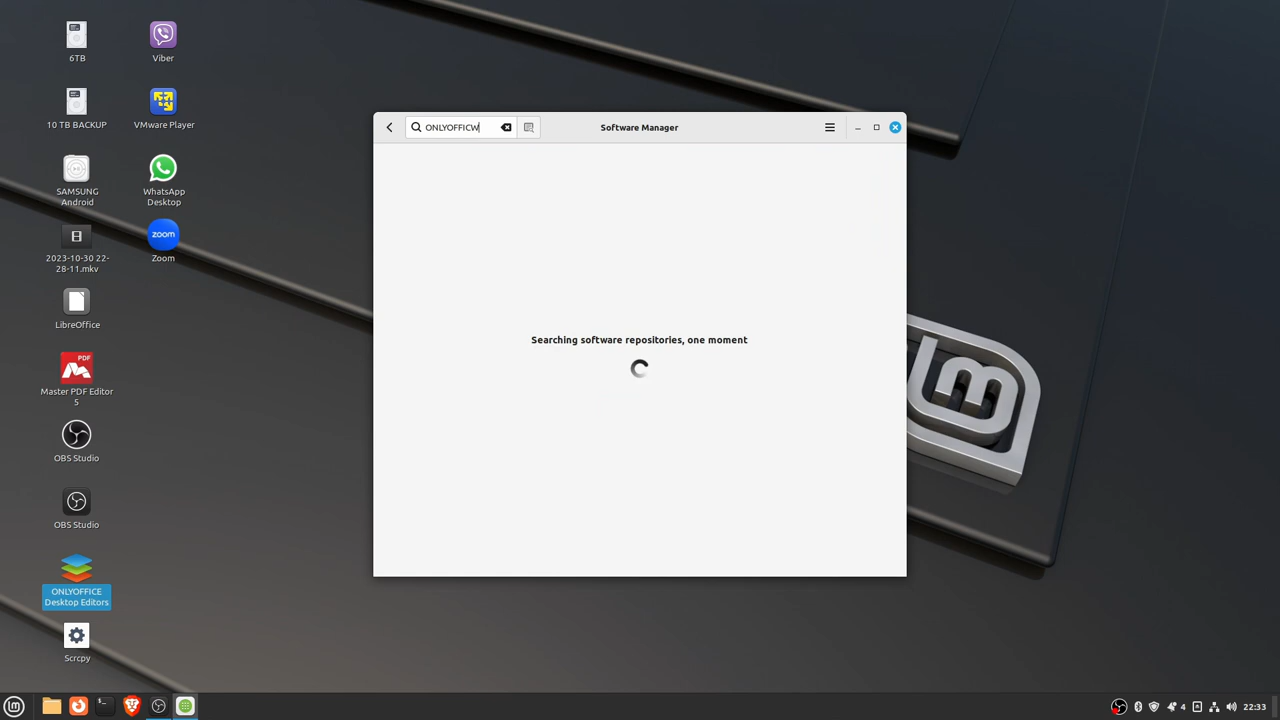 6TB
Viber
10 TB BACKUP
VMware Player
SAMSUNG
Android
WhatsApp
Desktop
2023-10-30 22-
28-11.mkv
zoom
Zoom
LibreOffice
PDF
Master PDF Editor
5
OBS Studio
OBS Studio
ONLYOFFICE
Desktop Editors
Scrcpy
ONLYOFFICW
Software Manager
Searching software repositories, one moment
4
22:33